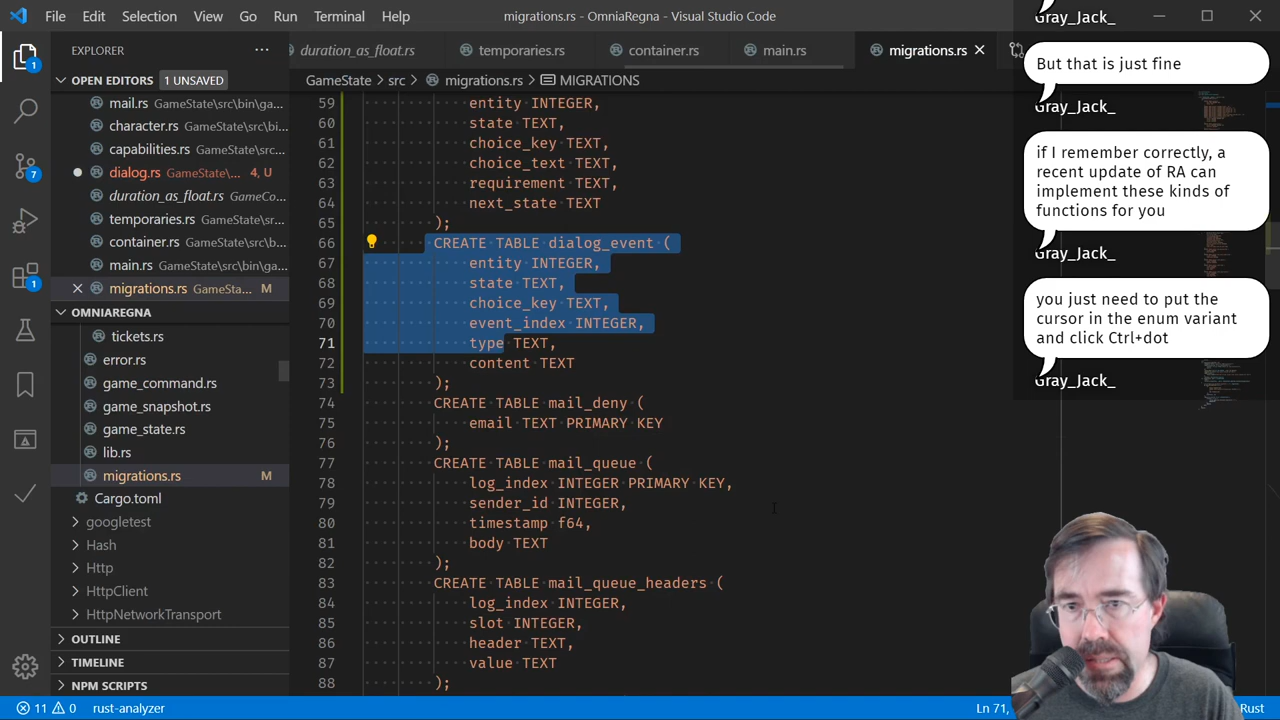 File Edit Selection View Go Run Terminal Help
migrations.rs - OmniaRegna - Visual Studio Code
EXPLORER
OPEN EDITORS 1 UNSAVED
mail.rs GameState\src\bin\ga...
character.rs GameState\src\bi...
capabilities.rs GameState\src...
dialog.rs GameState\... 4, U
duration_as_float.rs GameCo...
temporaries.rs GameState\src...
container.rs GameState\src\bi...
main.rs GameState\src\bin\ga...
migrations.rs GameSta... M
OMNIAREGNA
tickets.rs
error.rs
game_command.rs
game_snapshot.rs
game_state.rs
lib.rs
migrations.rs M
Cargo.toml
googletest
Hash
Http
HttpClient
HttpNetworkTransport
OUTLINE
TIMELINE
NPM SCRIPTS
1
7
1
duration_as_float.rs temporaries.rs container.rs main.rs migrations.rs
GameState > src > migrations.rs > MIGRATIONS
59 entity INTEGER,
60 state TEXT,
61 choice_key TEXT,
62 choice_text TEXT,
63 requirement TEXT,
64 next_state TEXT
65 );
66 CREATE TABLE dialog_event (
67 entity INTEGER,
68 state TEXT,
69 choice_key TEXT,
70 event_index INTEGER,
71 type TEXT,
72 content TEXT
73 );
74 CREATE TABLE mail_deny (
75 email TEXT PRIMARY KEY
76 );
77 CREATE TABLE mail_queue (
78 log_index INTEGER PRIMARY KEY,
79 sender_id INTEGER,
80 timestamp f64,
81 body TEXT
82 );
83 CREATE TABLE mail_queue_headers (
84 log_index INTEGER,
85 slot INTEGER,
86 header TEXT,
87 value TEXT
88 );
Gray_Jack_
But that is just fine
Gray_Jack_
if I remember correctly, a
recent update of RA can
implement these kinds of
functions for you
Gray_Jack_
you just need to put the
cursor in the enum variant
and click Ctrl+dot
Gray_Jack_
11 0 rust-analyzer
Ln 71,
Rust